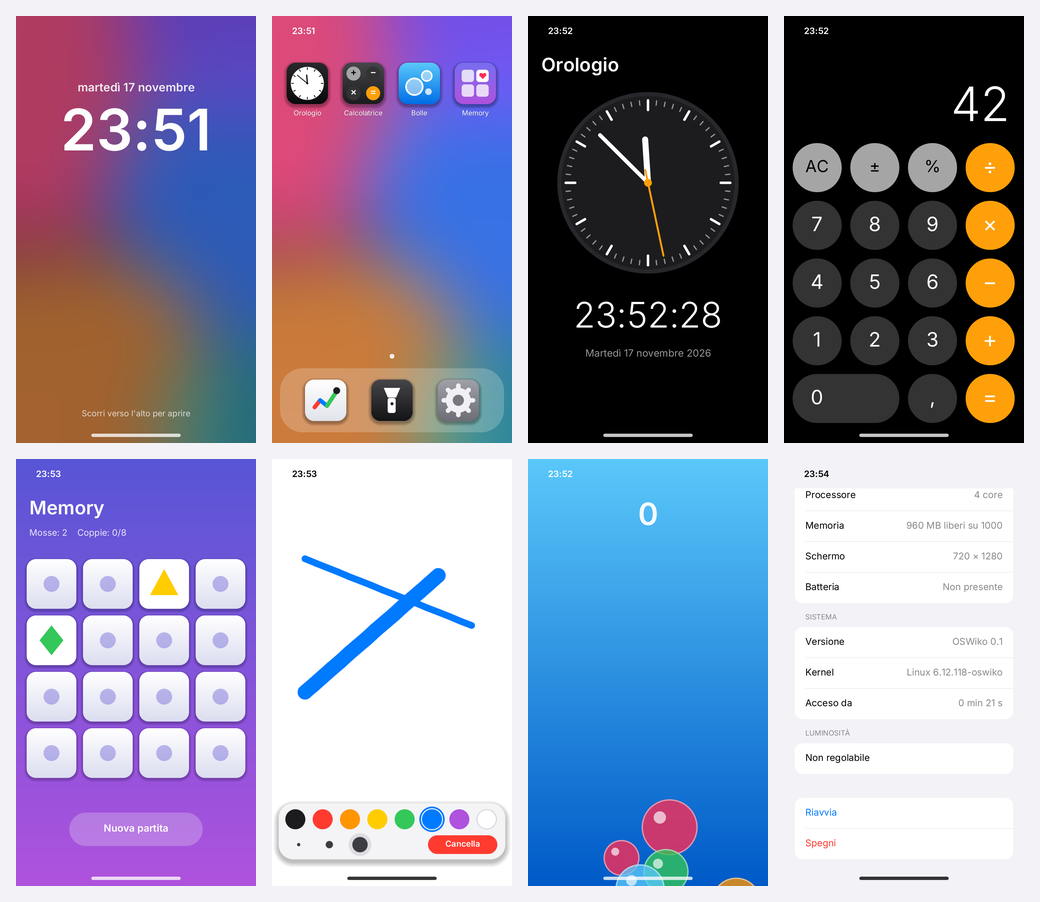 martedì 17 novembre
23:51
Scorri verso l'alto per aprire
23:51
Orologio
Calcolatrice
Bolle
Memory
23:52
Orologio
23:52:28
Martedì 17 novembre 2026
23:52
42
AC ± % ÷
7 8 9 ×
4 5 6 −
1 2 3 +
0 , =
23:53
Memory
Mosse: 2 Coppie: 0/8
Nuova partita
23:53
Cancella
23:52
0
23:54
Processore 4 core
Memoria 960 MB liberi su 1000
Schermo 720 × 1280
Batteria Non presente
SISTEMA
Versione OSWiko 0.1
Kernel Linux 6.12.118-oswiko
Acceso da 0 min 21 s
LUMINOSITÀ
Non regolabile
Riavvia
Spegni